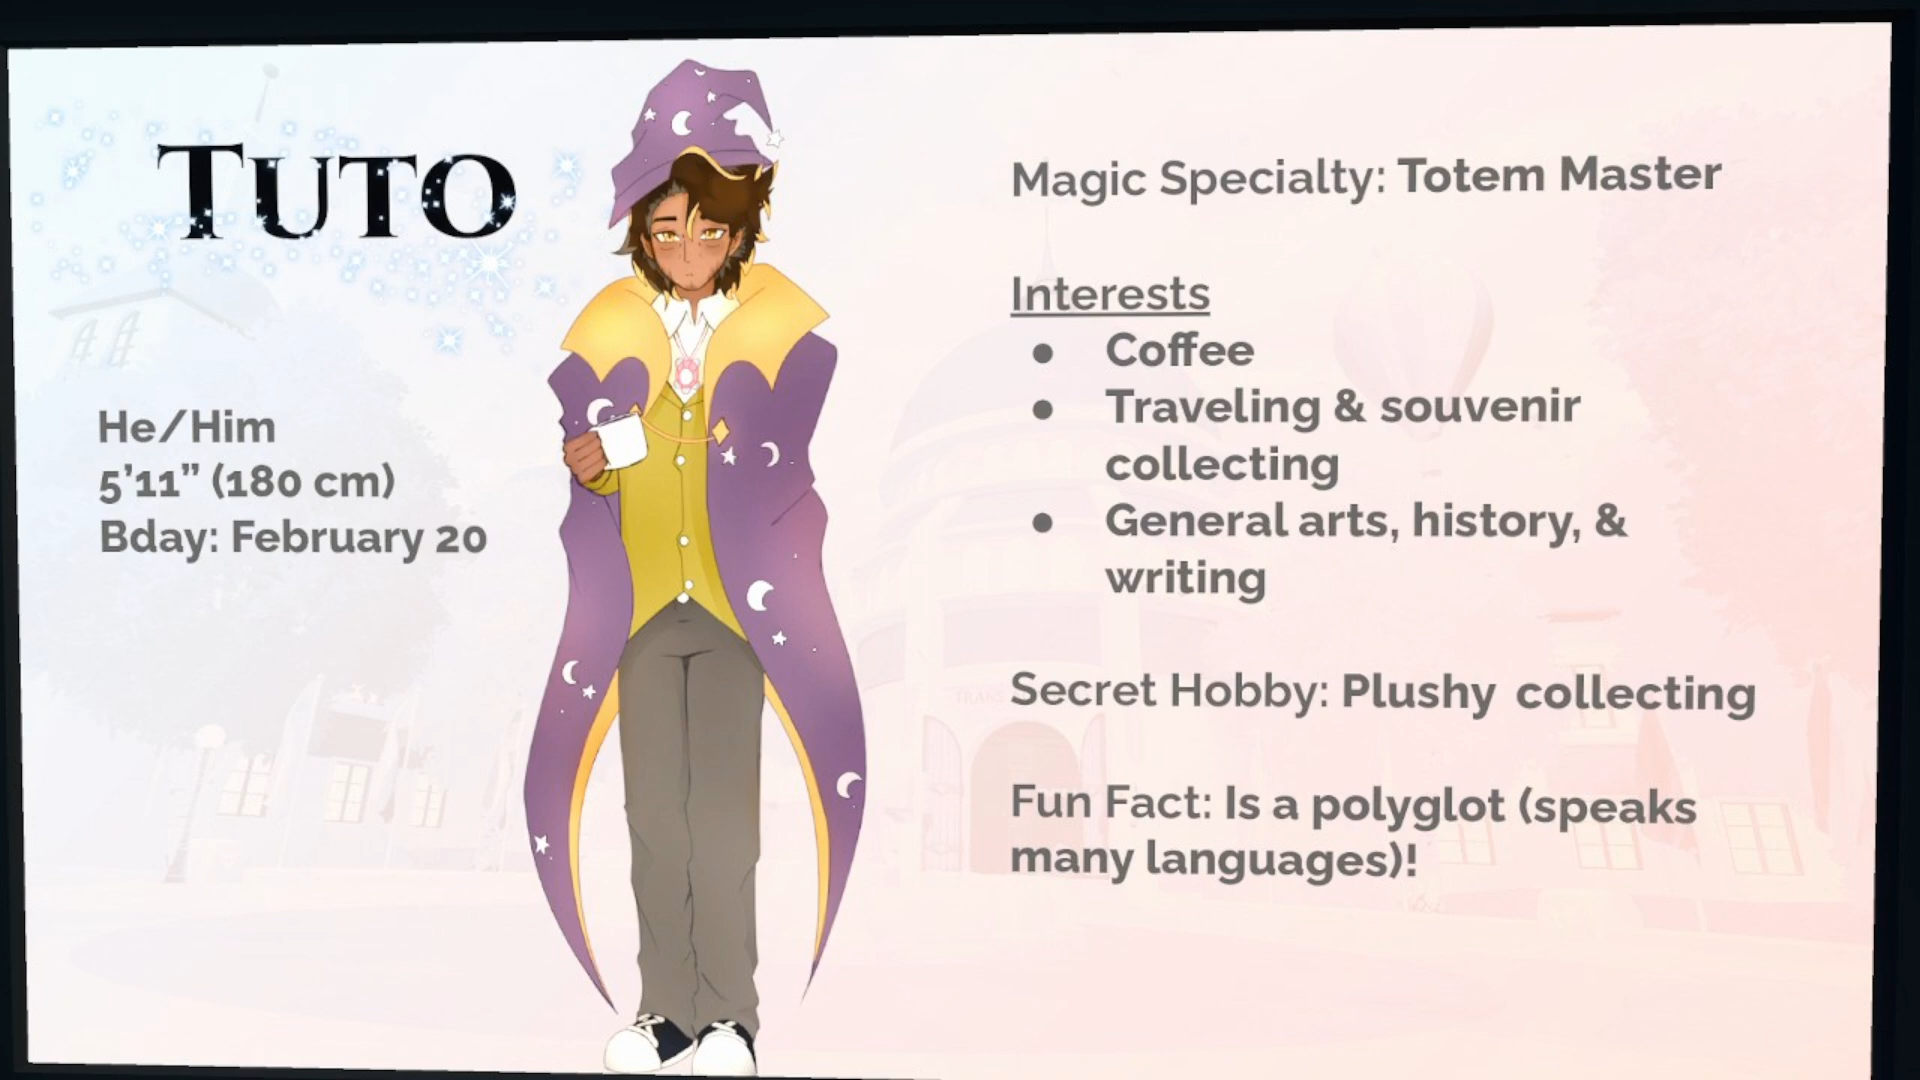 TUTO
He/Him
5’11” (180 cm)
Bday: February 20
Magic Specialty: Totem Master
Interests
● Coffee
● Traveling & souvenir
collecting
● General arts, history, &
writing
Secret Hobby: Plushy collecting
Fun Fact: Is a polyglot (speaks
many languages)!